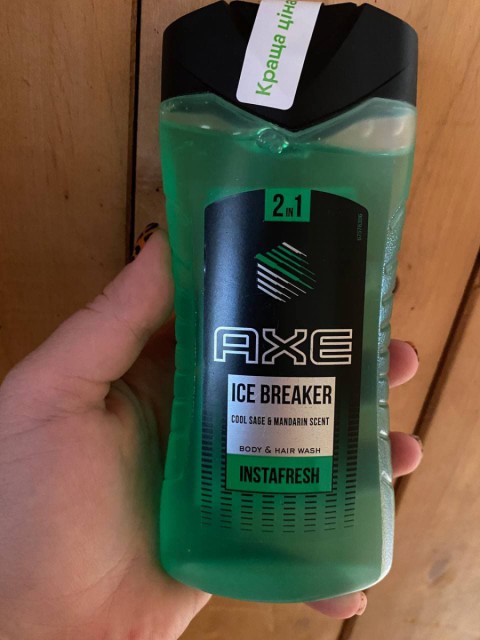 Краща ціна
2 IN 1
AXE
ICE BREAKER
COOL SAGE & MANDARIN SCENT
BODY & HAIR WASH
INSTAFRESH